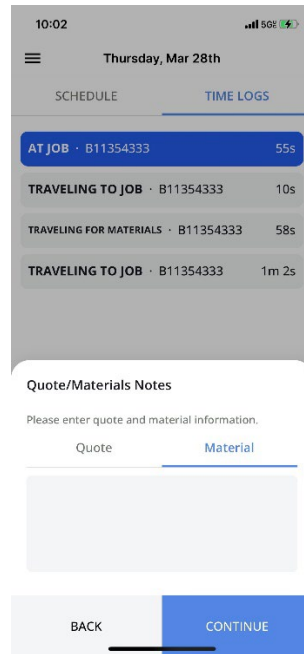 10:02 5GE
Thursday, Mar 28th
SCHEDULE TIME LOGS
AT JOB · B11354333 55s
TRAVELING TO JOB · B11354333 10s
TRAVELING FOR MATERIALS · B11354333 58s
TRAVELING TO JOB · B11354333 1m 2s
Quote/Materials Notes
Please enter quote and material information.
Quote Material
BACK CONTINUE